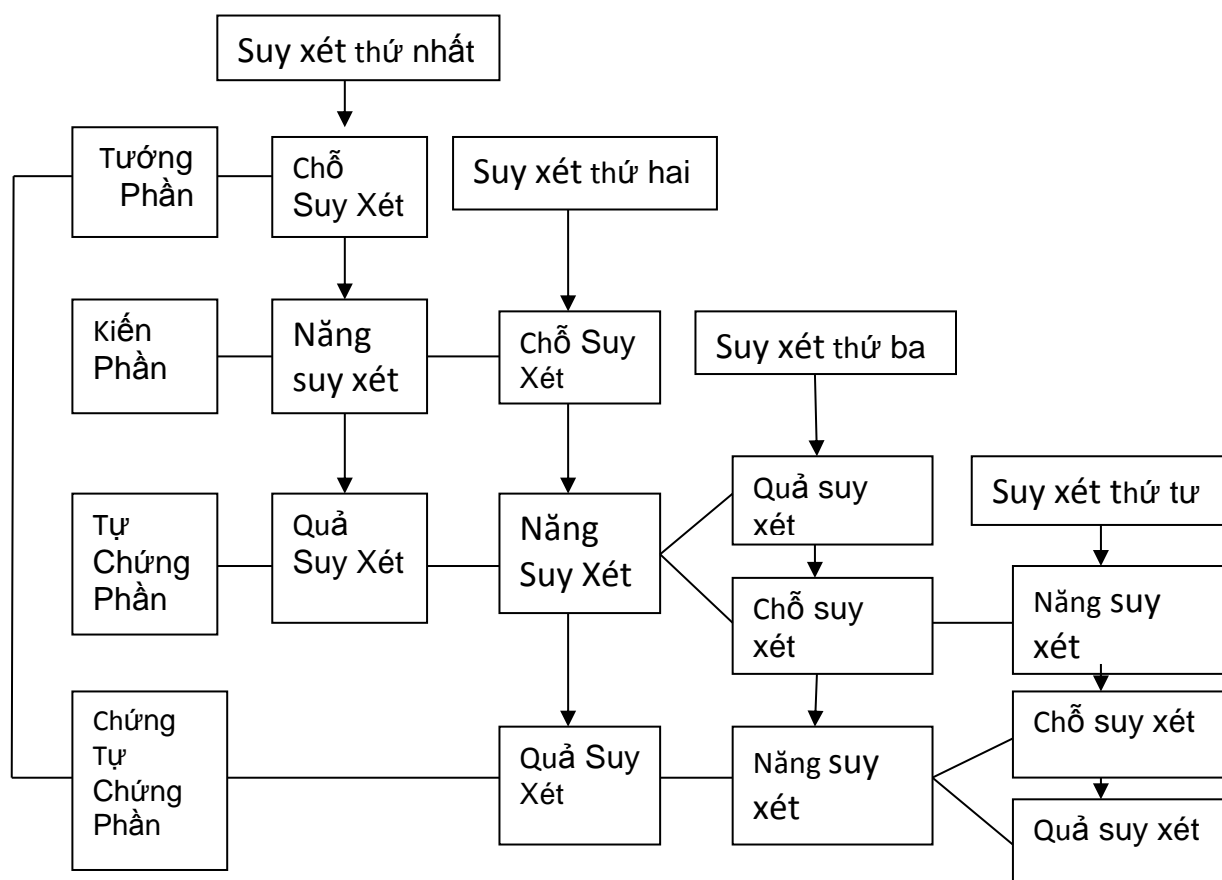 Suy xét thứ nhất
Tướng
Phần
Chỗ
Suy Xét
Suy xét thứ hai
Kiến
Phần
Năng
suy xét
Chỗ Suy
Xét
Suy xét thứ ba
Tự
Chứng
Phần
Quả
Suy Xét
Năng
Suy Xét
Quả suy
xét
Chỗ suy
xét
Suy xét thứ tư
Năng suy
xét
Chứng
Tự
Chứng
Phần
Quả Suy
Xét
Năng suy
xét
Chỗ suy xét
Quả suy xét